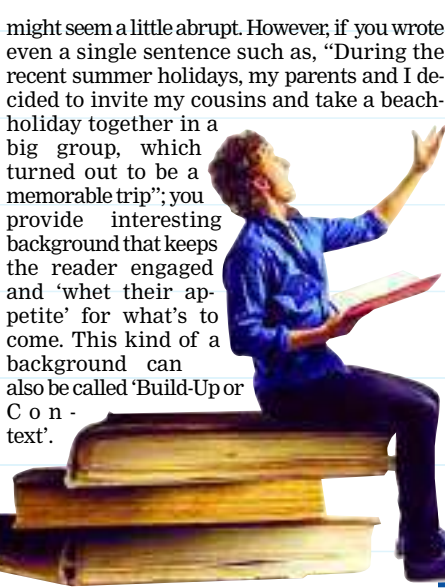 might seem a little abrupt. However, if you wrote
even a single sentence such as, “During the
recent summer holidays, my parents and I de-
cided to invite my cousins and take a beach-
holiday together in a
big group, which
turned out to be a
memorable trip”; you
provide interesting
background that keeps
the reader engaged
and ‘whet their ap-
petite’ for what’s to
come. This kind of a
background can
also be called ‘Build-Up or
Con-
text’.